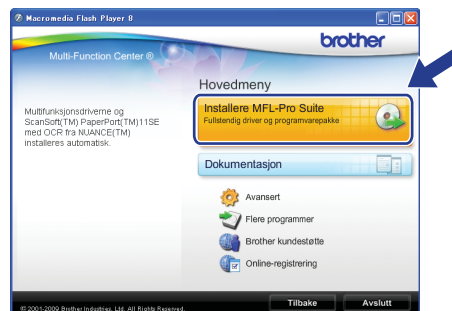 Macromedia Flash Player 8
brother
Multi-Function Center ®
Hovedmeny
Multifunksjonsdriverne og
ScanSoft(TM) PaperPort(TM)11SE
med OCR fra NUANCE(TM)
installeres automatisk.
Installere MFL-Pro Suite
Fullstendig driver og programvarepakke
Dokumentasjon
Avansert
Flere programmer
Brother kundestøtte
Online-registrering
© 2001-2009 Brother Industries, Ltd. All Rights Reserved.
Tilbake
Avslutt